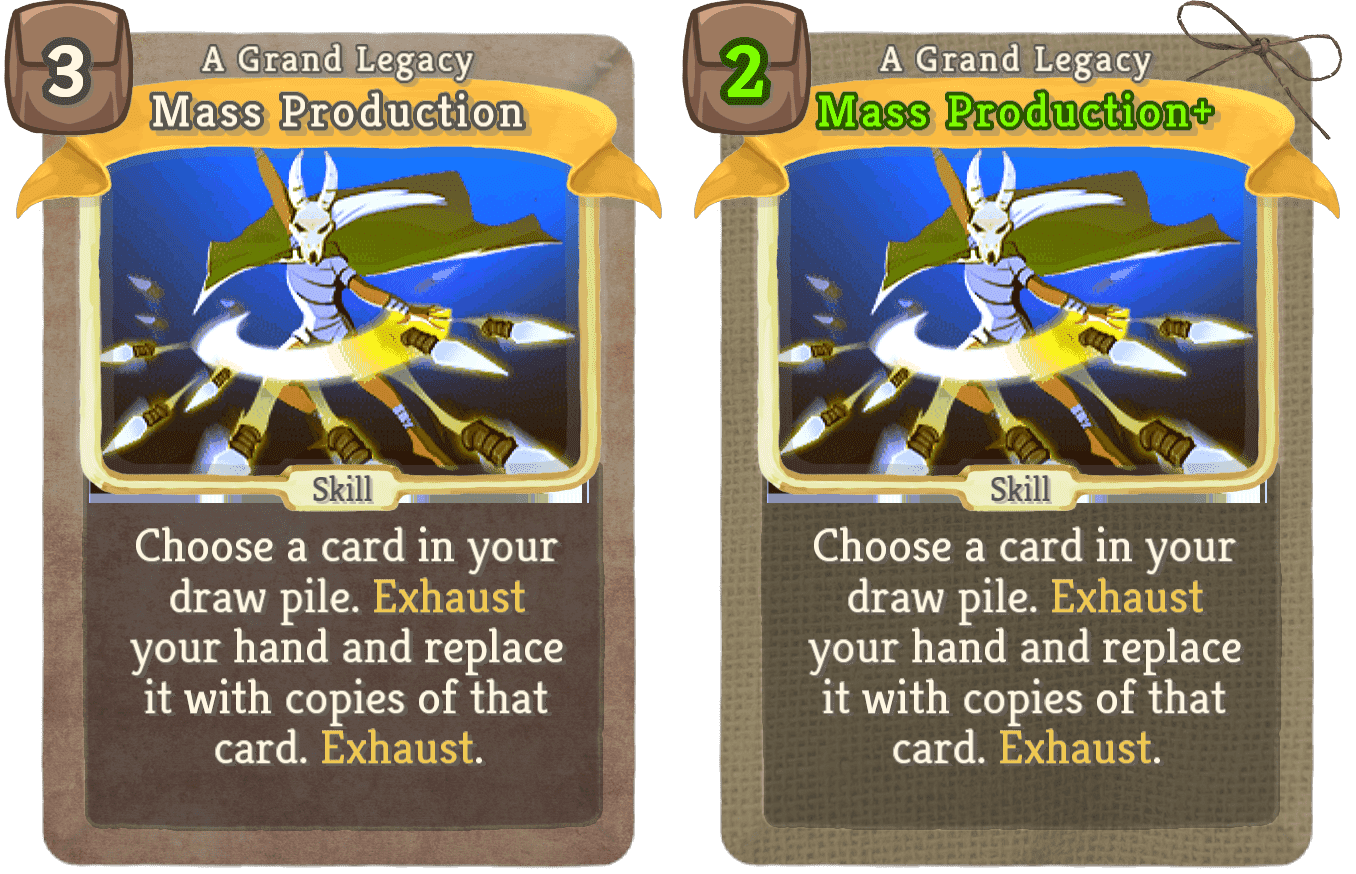 3
A Grand Legacy
Mass Production
Skill
Choose a card in your
draw pile. Exhaust
your hand and replace
it with copies of that
card. Exhaust.
2
A Grand Legacy
Mass Production+
Skill
Choose a card in your
draw pile. Exhaust
your hand and replace
it with copies of that
card. Exhaust.